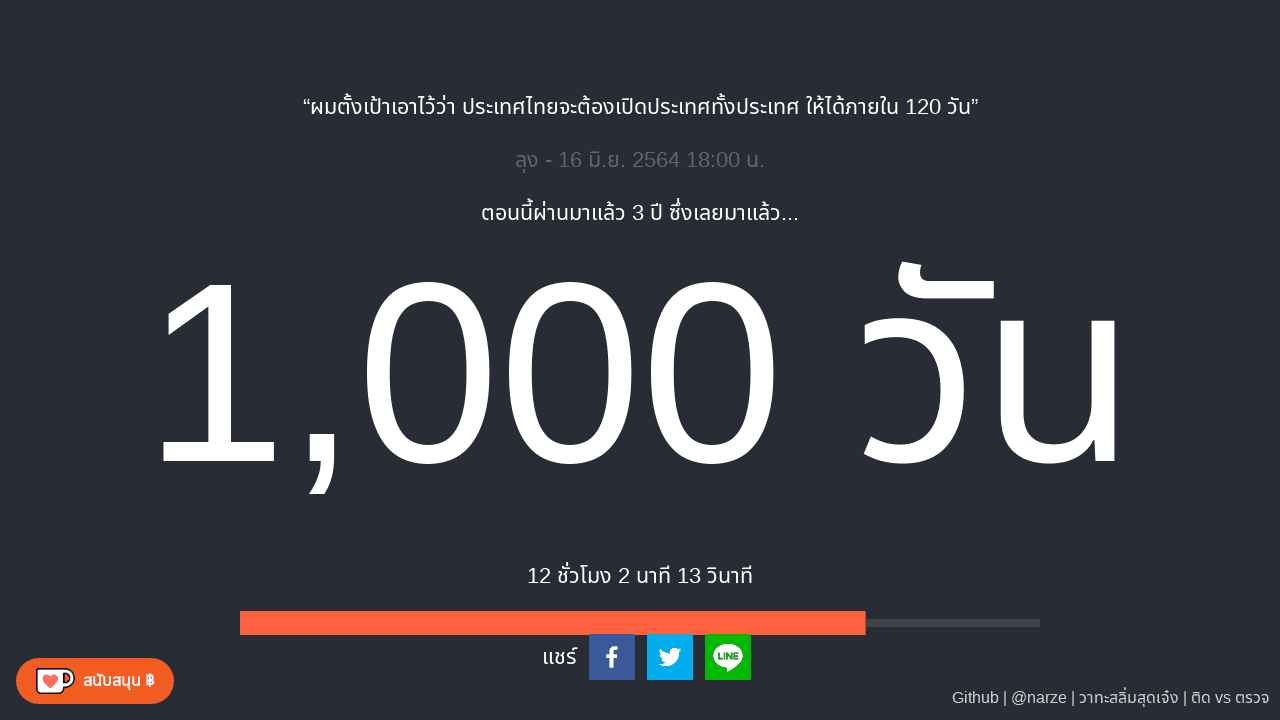 “ผมตั้งเป้าเอาไว้ว่า ประเทศไทยจะต้องเปิดประเทศทั้งประเทศ ให้ได้ภายใน 120 วัน”
ลุง - 16 มิ.ย. 2564 18:00 น.
ตอนนี้ผ่านมาแล้ว 3 ปี ซึ่งเลยมาแล้ว...
1,000 วัน
12 ชั่วโมง 2 นาที 13 วินาที
แชร์
LINE
สนับสนุน ฿
Github | @narze | วาทะสลิ่มสุดเจ๋ง | ติด vs ตรวจ